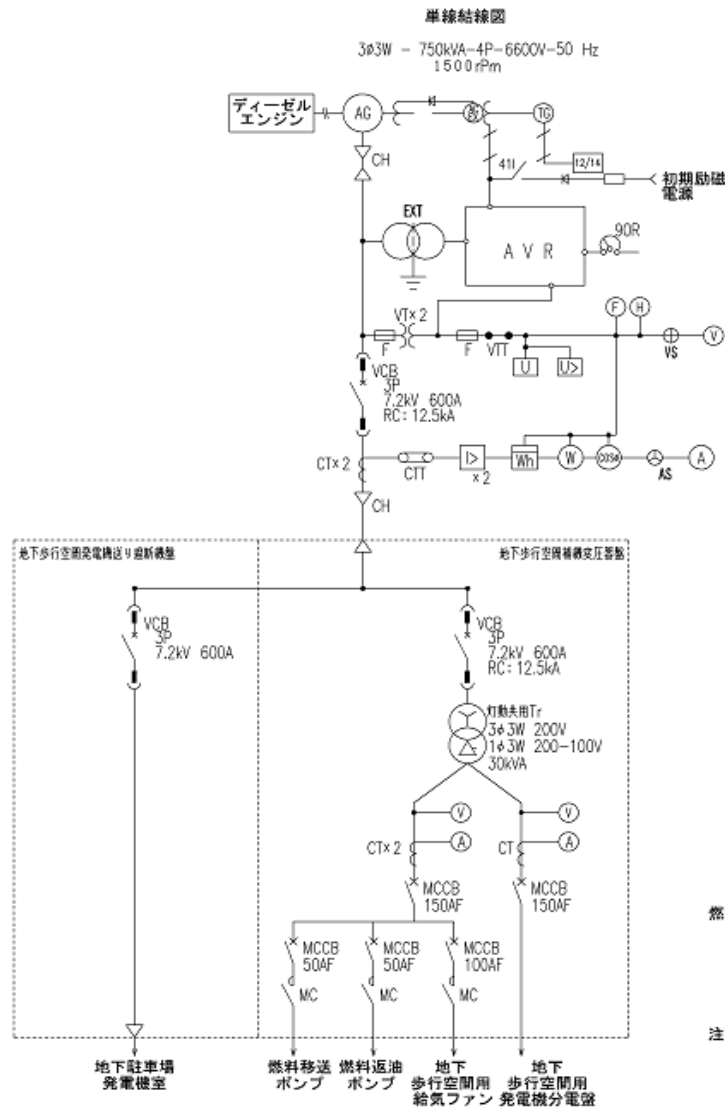 単線結線図
3φ3W - 750kVA-4P-6600V-50 Hz
1500rPm
ディーゼル
エンジン
AG
TG
CH
41I
12/14
初期励磁
電源
EXT
AVR
90R
VT×2
F
F
VTT
U
U>
F
H
VS
V
VCB
3P
7.2kV 600A
RC: 12.5kA
CT×2
CTT
I>
×2
Wh
W
cosφ
AS
A
CH
地下歩行空間発電機送り遮断機盤
地下歩行空間補機変圧器盤
VCB
3P
7.2kV 600A
VCB
3P
7.2kV 600A
RC: 12.5kA
灯動共用Tr
3φ3W 200V
1φ3W 200-100V
30kVA
V
V
CT×2
A
CT
A
MCCB
150AF
MCCB
150AF
MCCB
50AF
MCCB
50AF
MCCB
100AF
MC
MC
MC
燃
注
地下駐車場
発電機室
燃料移送
ポンプ
燃料返油
ポンプ
地下
歩行空間用
給気ファン
地下
歩行空間用
発電機分電盤